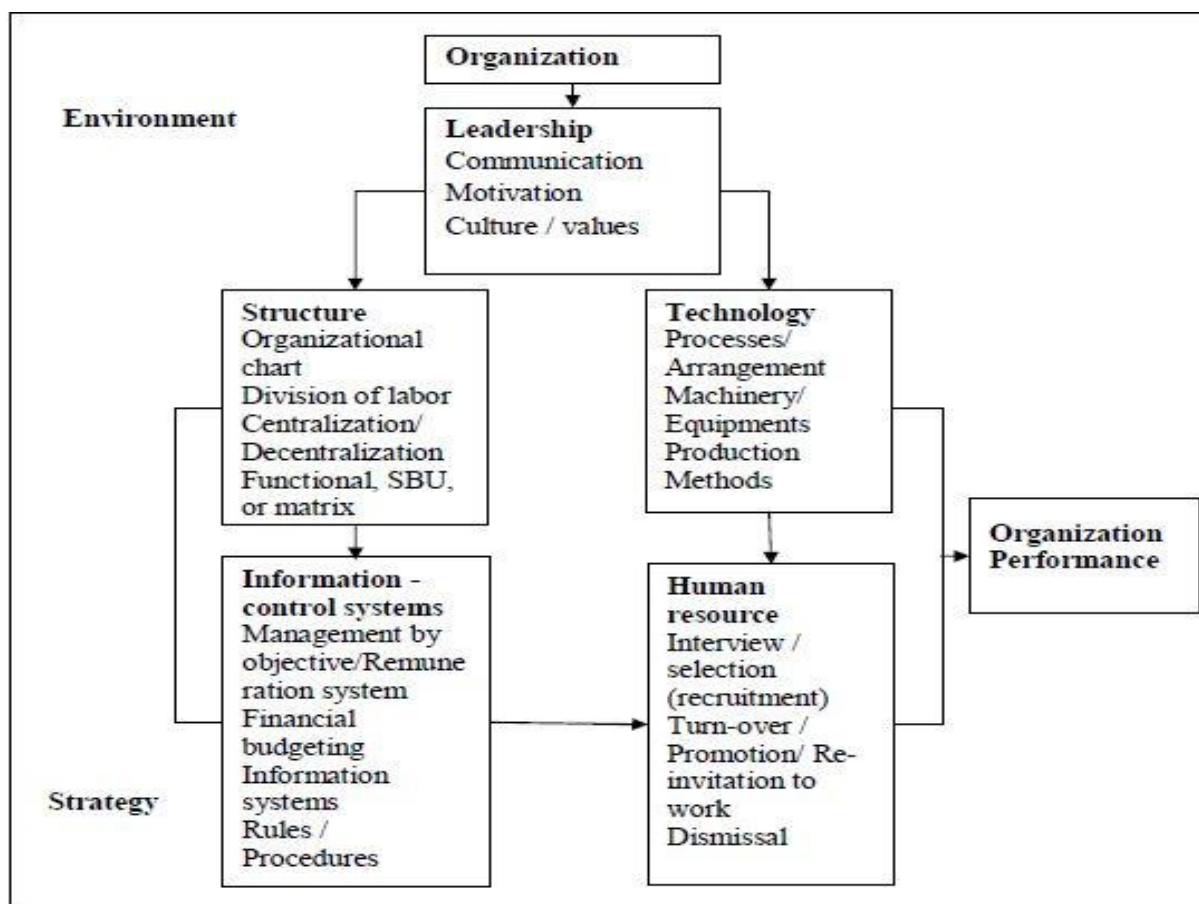 Organization
Environment
Leadership
Communication
Motivation
Culture / values
Structure
Organizational
chart
Division of labor
Centralization/
Decentralization
Functional, SBU,
or matrix
Technology
Processes/
Arrangement
Machinery/
Equipments
Production
Methods
Organization
Performance
Information -
control systems
Management by
objective/Remune
ration system
Financial
budgeting
Information
systems
Rules /
Procedures
Human
resource
Interview /
selection
(recruitment)
Turn-over /
Promotion/ Re-
invitation to
work
Dismissal
Strategy